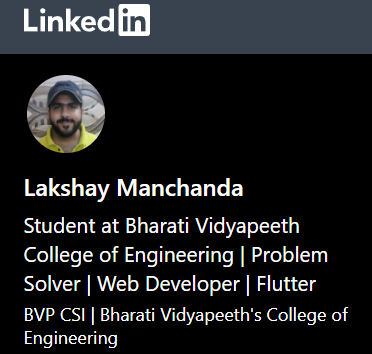 LinkedIn
Lakshay Manchanda
Student at Bharati Vidyapeeth
College of Engineering | Problem
Solver | Web Developer | Flutter
BVP CSI | Bharati Vidyapeeth's College of
Engineering